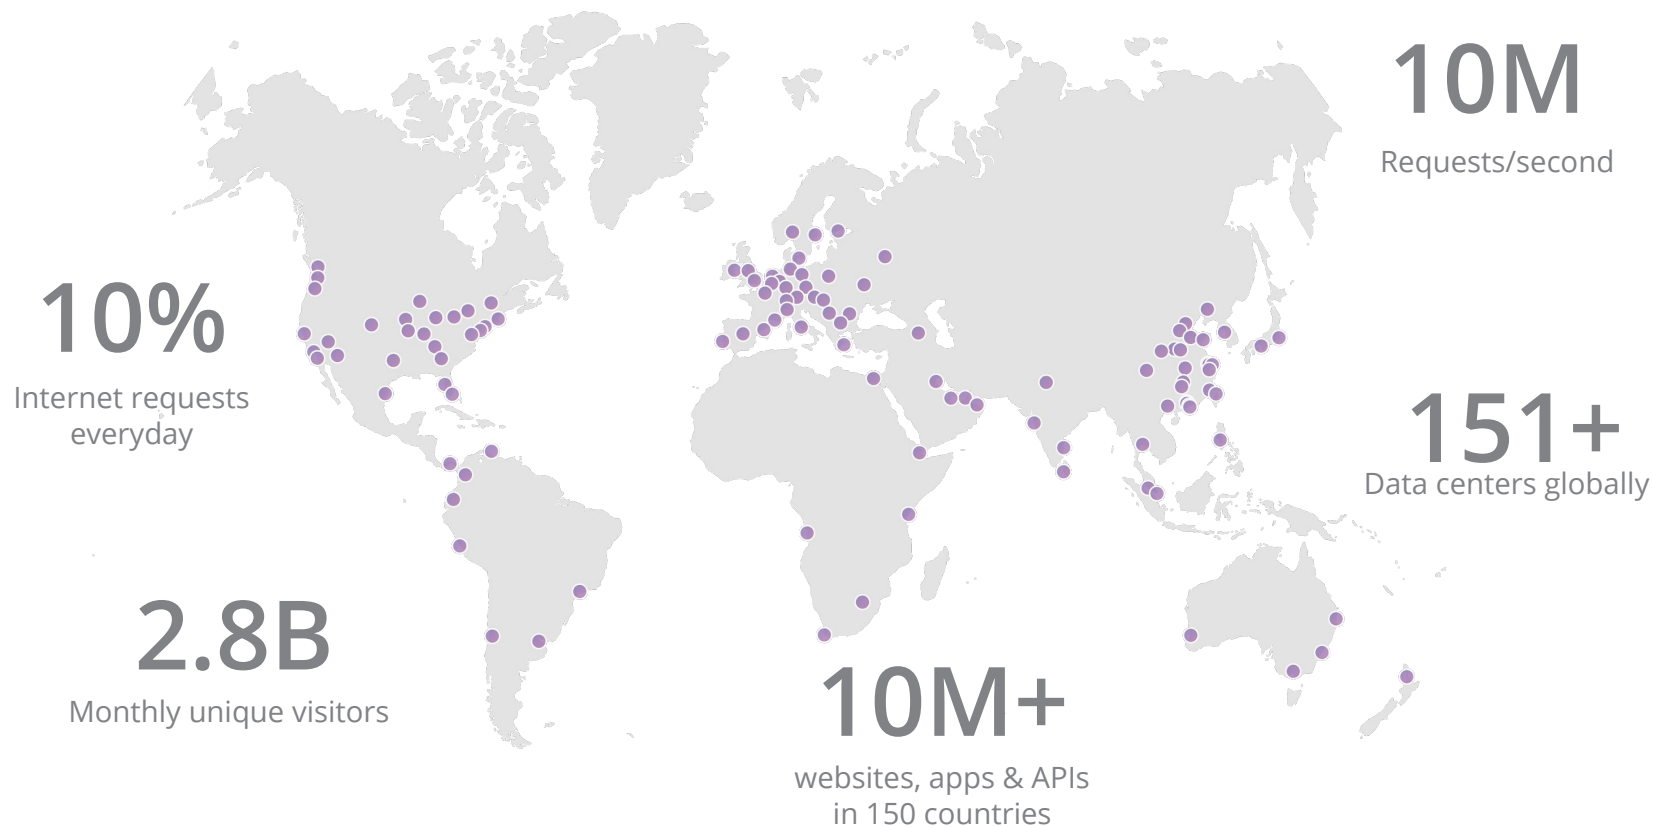 10M
Requests/second
10%
Internet requests
everyday
151+
Data centers globally
2.8B
Monthly unique visitors
10M+
websites, apps & APIs
in 150 countries